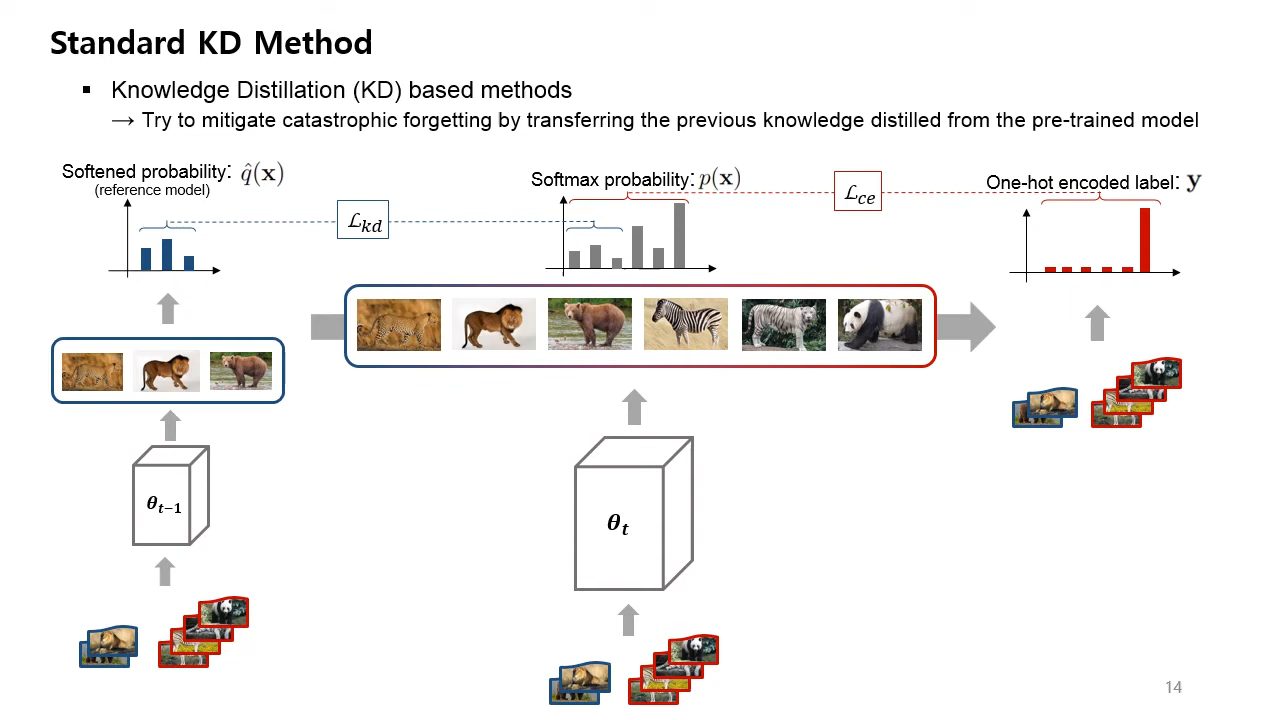 Standard KD Method
▪ Knowledge Distillation (KD) based methods
→ Try to mitigate catastrophic forgetting by transferring the previous knowledge distilled from the pre-trained model
Softened probability: q̂(x)
(reference model)
Softmax probability: p(x)
One-hot encoded label: y
ℒkd
ℒce
θt−1
θt
14